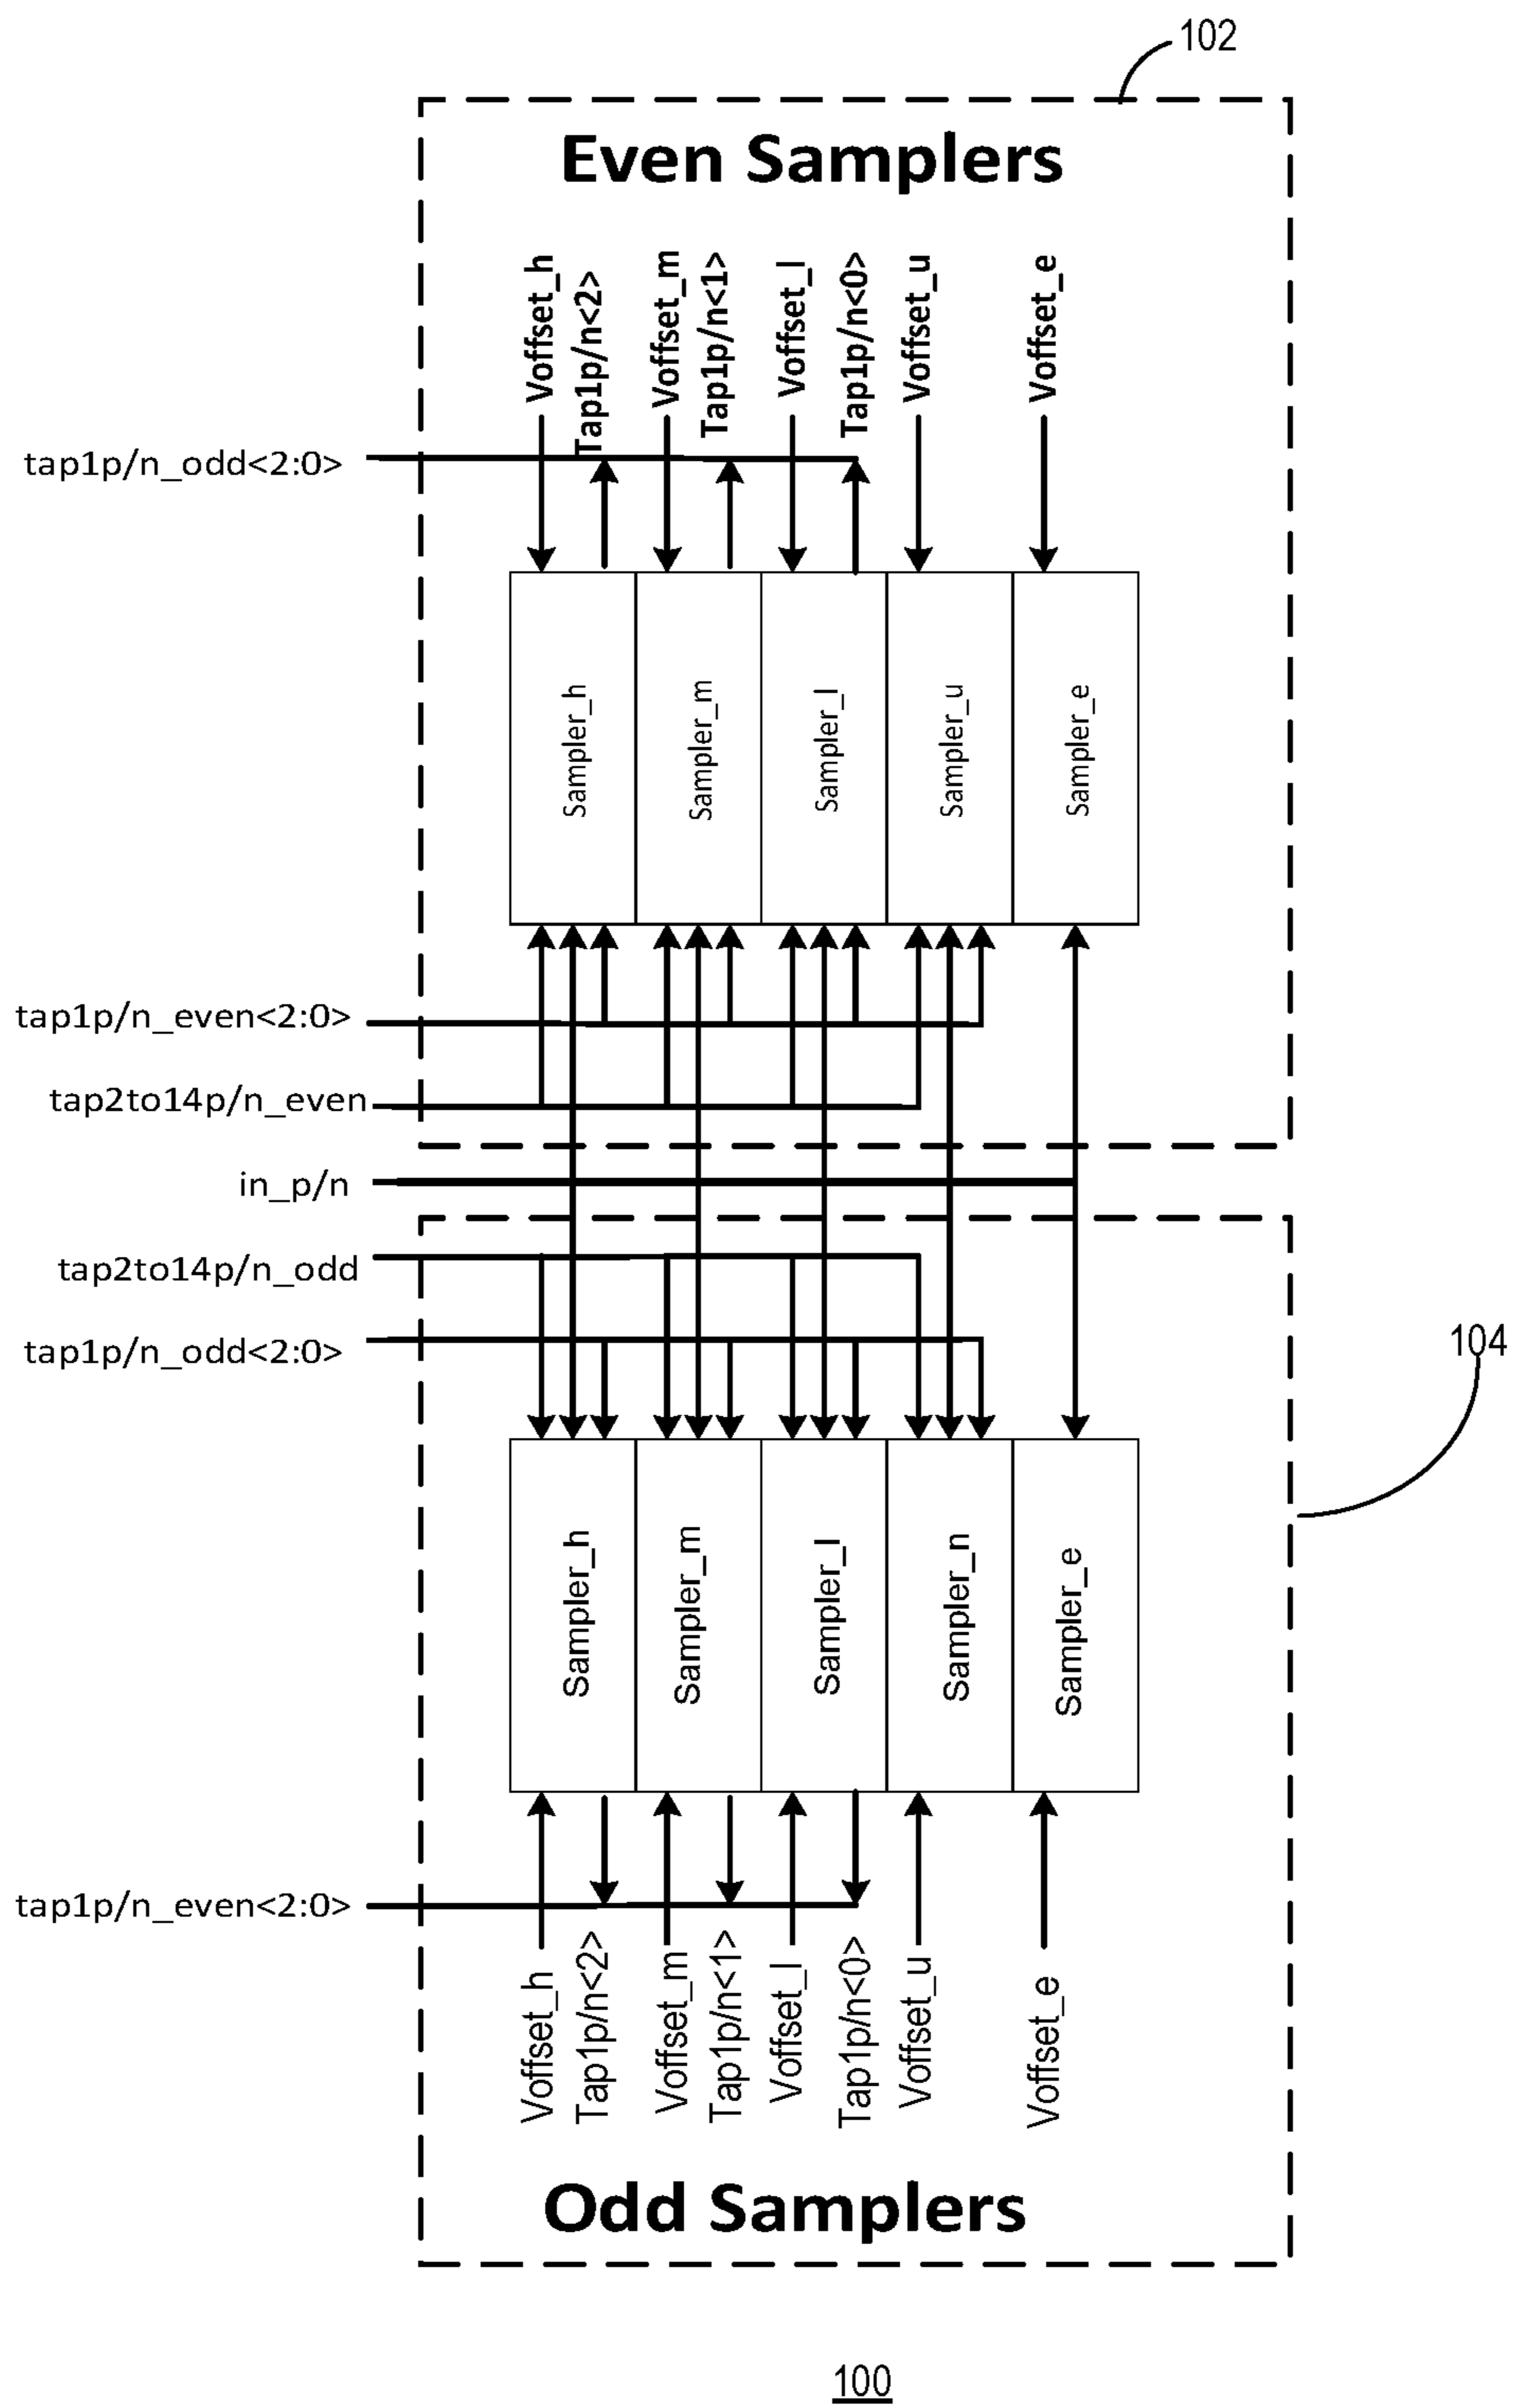 102
Even Samplers
Voffset_h
Tap1p/n<2>
Voffset_m
Tap1p/n<1>
Voffset_l
Tap1p/n<0>
Voffset_u
Voffset_e
tap1p/n_odd<2:0>
Sampler_h
Sampler_m
Sampler_l
Sampler_u
Sampler_e
tap1p/n_even<2:0>
tap2to14p/n_even
in_p/n
tap2to14p/n_odd
tap1p/n_odd<2:0>
104
Sampler_h
Sampler_m
Sampler_l
Sampler_n
Sampler_e
tap1p/n_even<2:0>
Voffset_h
Tap1p/n<2>
Voffset_m
Tap1p/n<1>
Voffset_l
Tap1p/n<0>
Voffset_u
Voffset_e
Odd Samplers
100